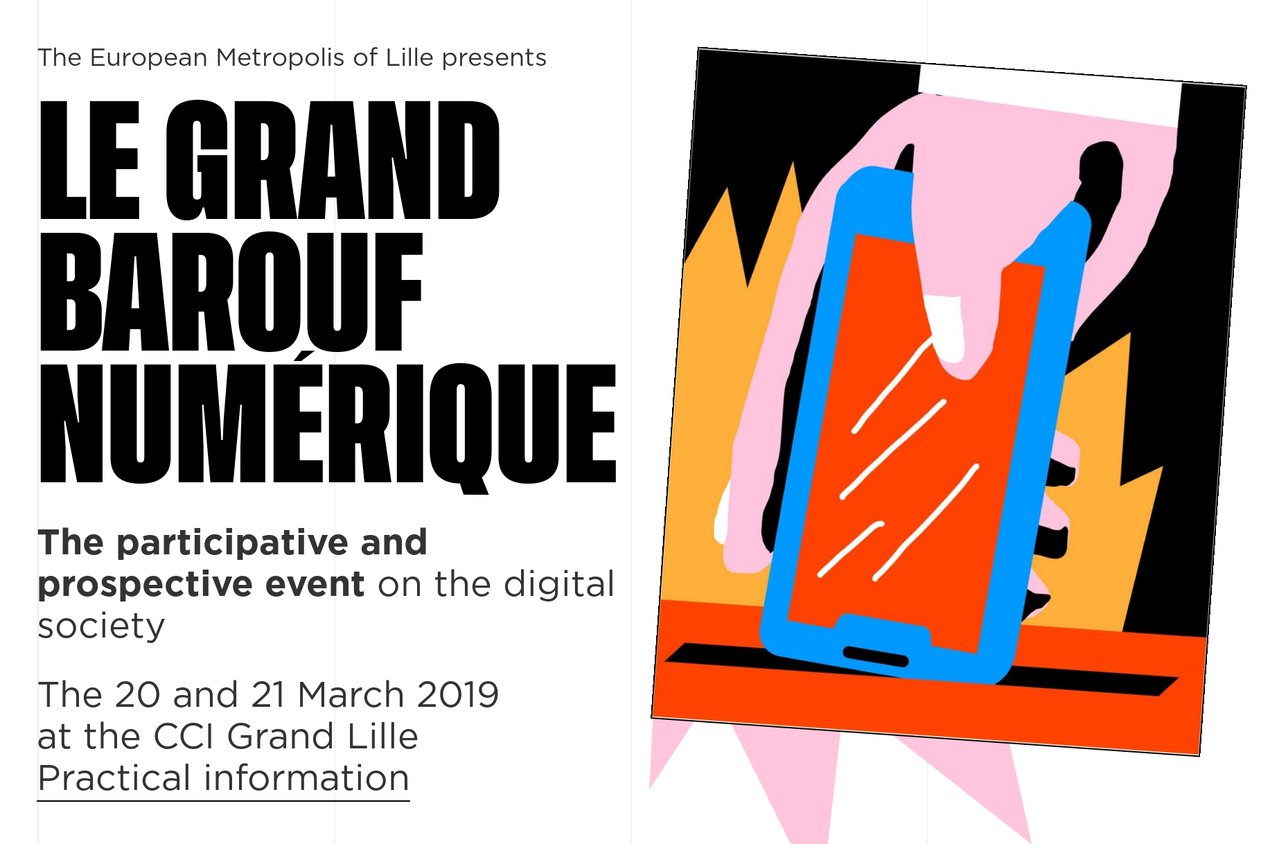 The European Metropolis of Lille presents
LE GRAND
BAROUF
NUMÉRIQUE
The participative and
prospective event on the digital
society
The 20 and 21 March 2019
at the CCI Grand Lille
Practical information